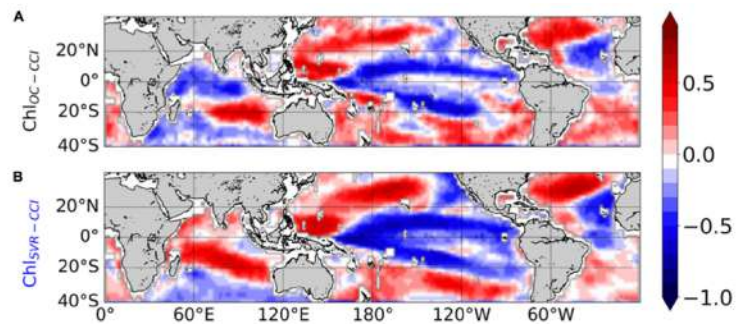 A
Chl_OC−CCI
20°N
0°
20°S
40°S
B
Chl_SVR−CCI
20°N
0°
20°S
40°S
0°
60°E
120°E
180°
120°W
60°W
0.5
0.0
−0.5
−1.0